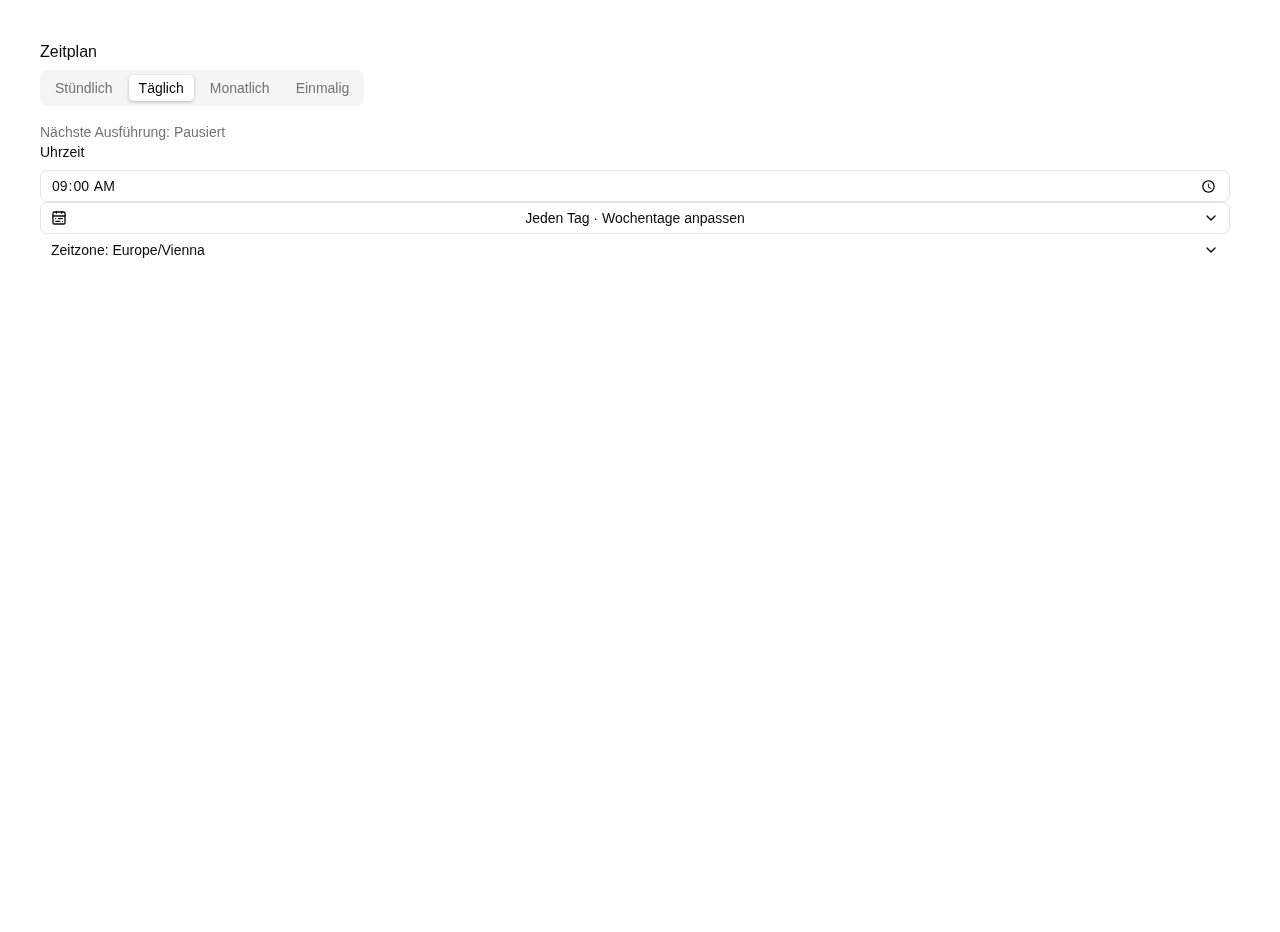 Zeitplan
Stündlich Täglich Monatlich Einmalig
Nächste Ausführung: Pausiert
Uhrzeit
09:00 AM
Jeden Tag · Wochentage anpassen
Zeitzone: Europe/Vienna